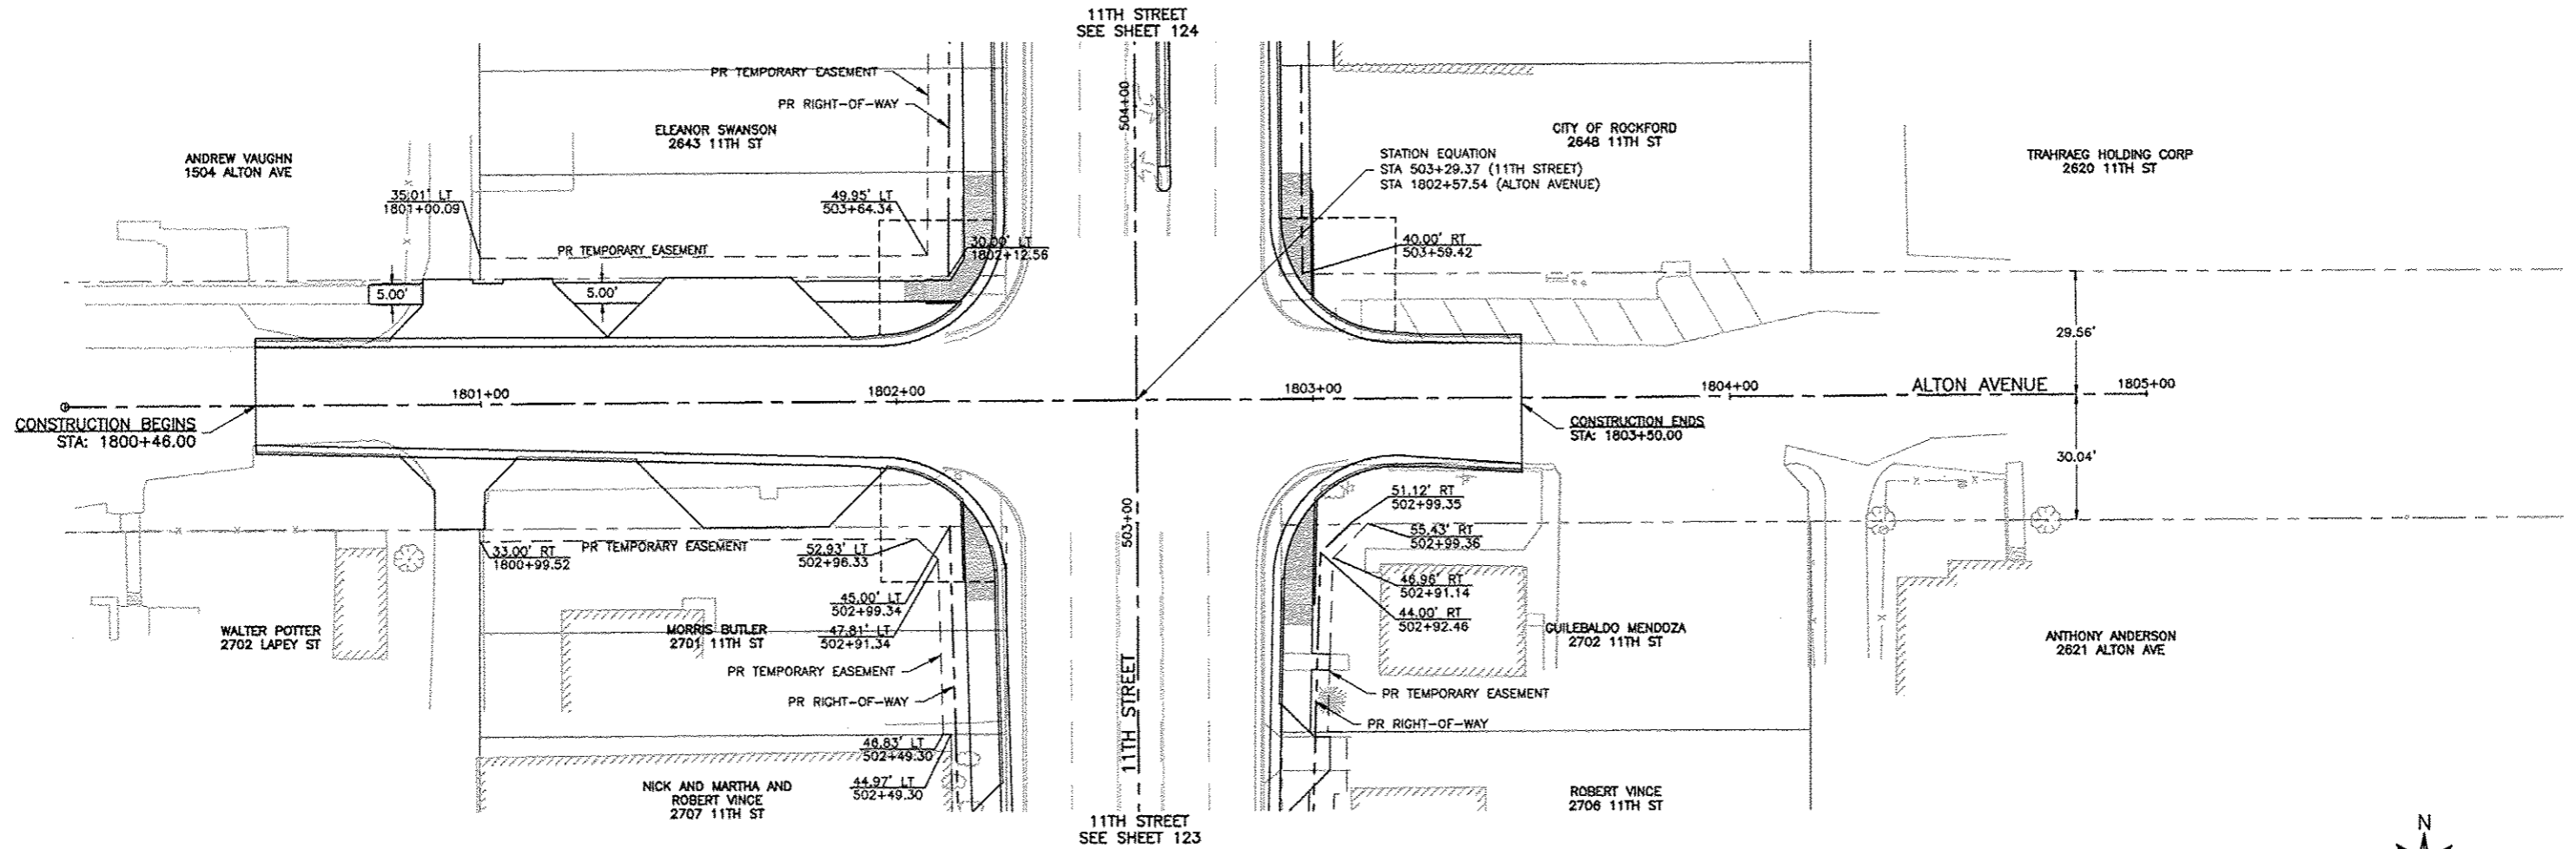 11TH STREET
SEE SHEET 124
PR TEMPORARY EASEMENT
PR RIGHT-OF-WAY
504+00
ELEANOR SWANSON
2643 11TH ST
CITY OF ROCKFORD
2648 11TH ST
ANDREW VAUGHN
1504 ALTON AVE
STATION EQUATION
STA 503+29.37 (11TH STREET)
STA 1802+57.54 (ALTON AVENUE)
TRAHRAEG HOLDING CORP
2620 11TH ST
35.01' LT
1801+00.09
49.95' LT
503+64.34
PR TEMPORARY EASEMENT
30.00' LT
1802+12.56
40.00' RT
503+59.42
5.00'
5.00'
29.56'
1801+00
1802+00
1803+00
1804+00
ALTON AVENUE
1805+00
CONSTRUCTION BEGINS
STA: 1800+46.00
CONSTRUCTION ENDS
STA: 1803+50.00
30.04'
503+00
51.12' RT
502+99.35
33.00' RT
1800+99.52
PR TEMPORARY EASEMENT
52.93' LT
502+96.33
55.43' RT
502+99.36
46.96' RT
502+91.14
45.00' LT
502+99.34
44.00' RT
502+92.46
WALTER POTTER
2702 LAPEY ST
MORRIS BUTLER
2701 11TH ST
47.81' LT
502+91.34
GUILEBALDO MENDOZA
2702 11TH ST
ANTHONY ANDERSON
2621 ALTON AVE
PR TEMPORARY EASEMENT
PR RIGHT-OF-WAY
11TH STREET
PR TEMPORARY EASEMENT
PR RIGHT-OF-WAY
46.83' LT
502+49.30
44.97' LT
502+49.30
NICK AND MARTHA AND
ROBERT VINCE
2707 11TH ST
ROBERT VINCE
2706 11TH ST
11TH STREET
SEE SHEET 123
N